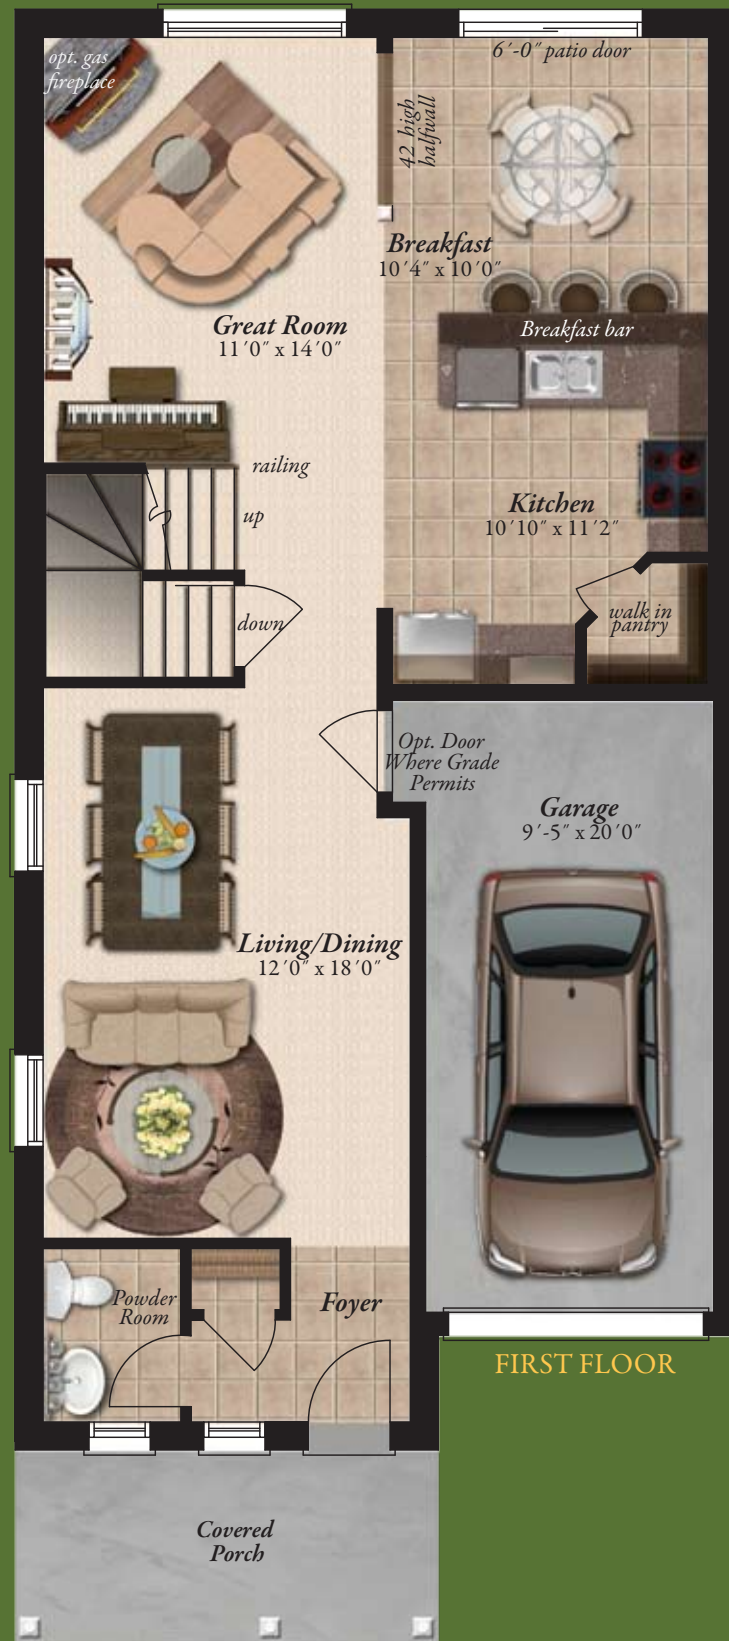 opt. gas
fireplace
6'-0" patio door
42 high
halfwall
Breakfast
10'4" x 10'0"
Great Room
11'0" x 14'0"
Breakfast bar
railing
up
Kitchen
10'10" x 11'2"
down
walk in
pantry
Opt. Door
Where Grade
Permits
Garage
9'-5" x 20'0"
Living/Dining
12'0" x 18'0"
Powder
Room
Foyer
FIRST FLOOR
Covered
Porch